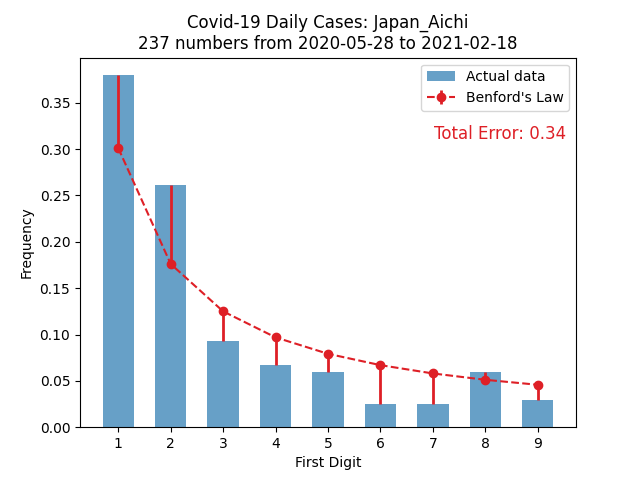 Covid-19 Daily Cases: Japan_Aichi
237 numbers from 2020-05-28 to 2021-02-18
Actual data
Benford's Law
Total Error: 0.34
Frequency
0.35
0.30
0.25
0.20
0.15
0.10
0.05
0.00
1 2 3 4 5 6 7 8 9
First Digit